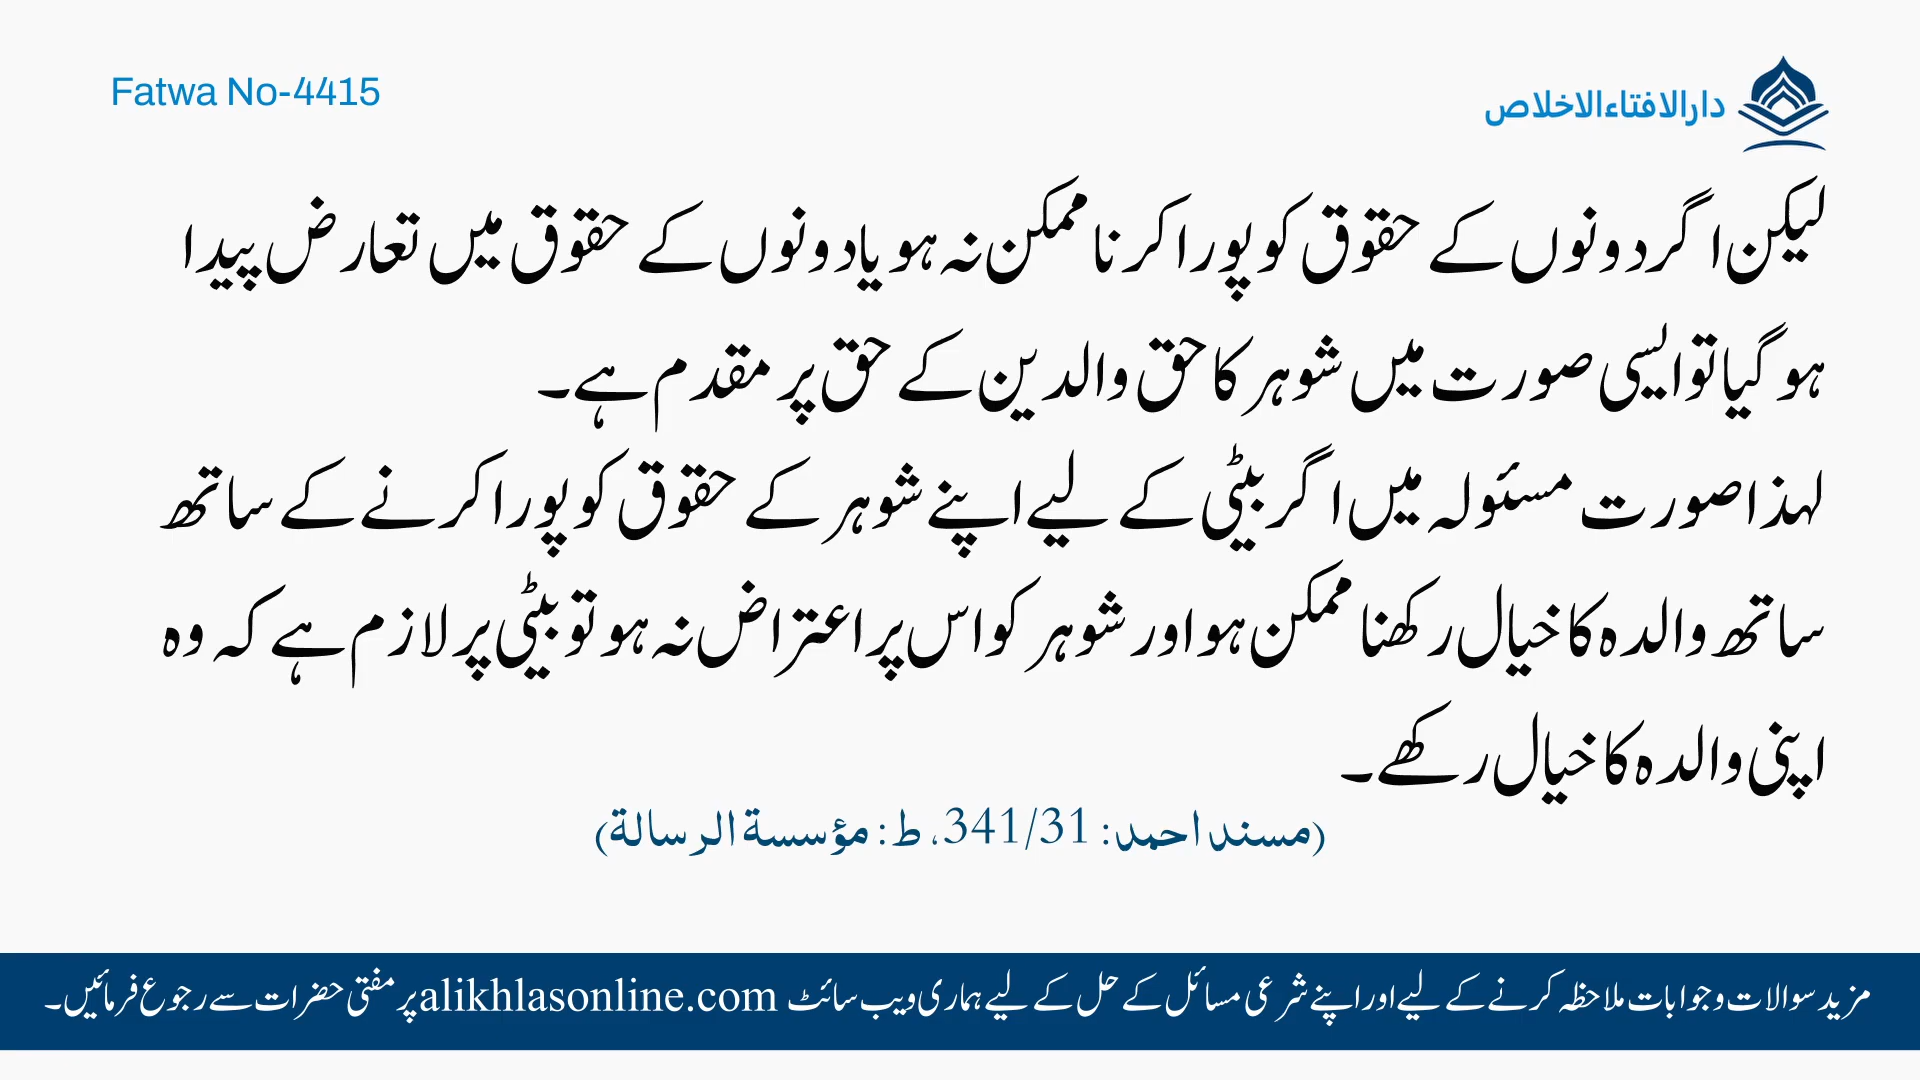 Fatwa No-4415
دارالافتاءالاخلاص
لیکن اگر دونوں کے حقوق کو پورا کرنا ممکن نہ ہو یا دونوں کے حقوق میں تعارض پیدا
ہو گیا تو ایسی صورت میں شوہر کا حق والدین کے حق پر مقدم ہے۔
لہذا صورت مسئولہ میں اگر بیٹی کے لیے اپنے شوہر کے حقوق کو پورا کرنے کے ساتھ
ساتھ والدہ کا خیال رکھنا ممکن ہو اور شوہر کو اس پر اعتراض نہ ہو تو بیٹی پر لازم ہے کہ وہ
اپنی والدہ کا خیال رکھے۔
(مسند احمد: 341/31، ط: مؤسسة الرسالة)
مزید سوالات و جوابات ملاحظہ کرنے کے لیے اور اپنے شرعی مسائل کے حل کے لیے ہماری ویب سائٹ alikhlasonline.com پر مفتی حضرات سے رجوع فرمائیں۔